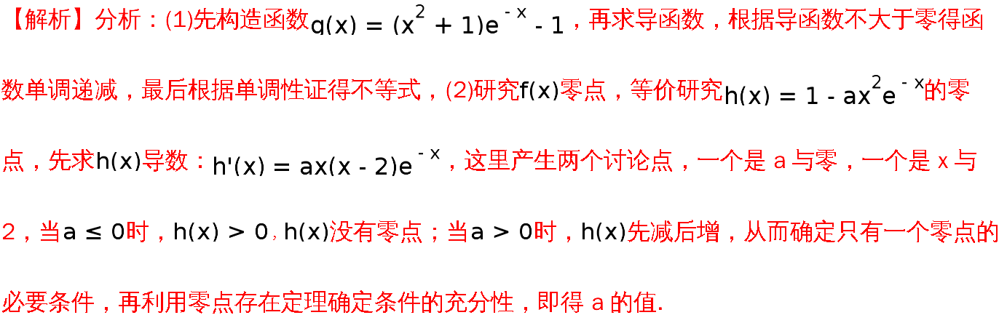 【解析】分析：(1)先构造函数g(x) = (x² + 1)e^{-x} - 1，再求导函数，根据导函数不大于零得函
数单调递减，最后根据单调性证得不等式，(2)研究f(x)零点，等价研究h(x) = 1 - ax²e^{-x}的零
点，先求h(x)导数：h'(x) = ax(x - 2)e^{-x}，这里产生两个讨论点，一个是 a 与零，一个是 x 与
2，当a ≤ 0时，h(x) > 0，h(x)没有零点；当a > 0时，h(x)先减后增，从而确定只有一个零点的
必要条件，再利用零点存在定理确定条件的充分性，即得 a 的值.